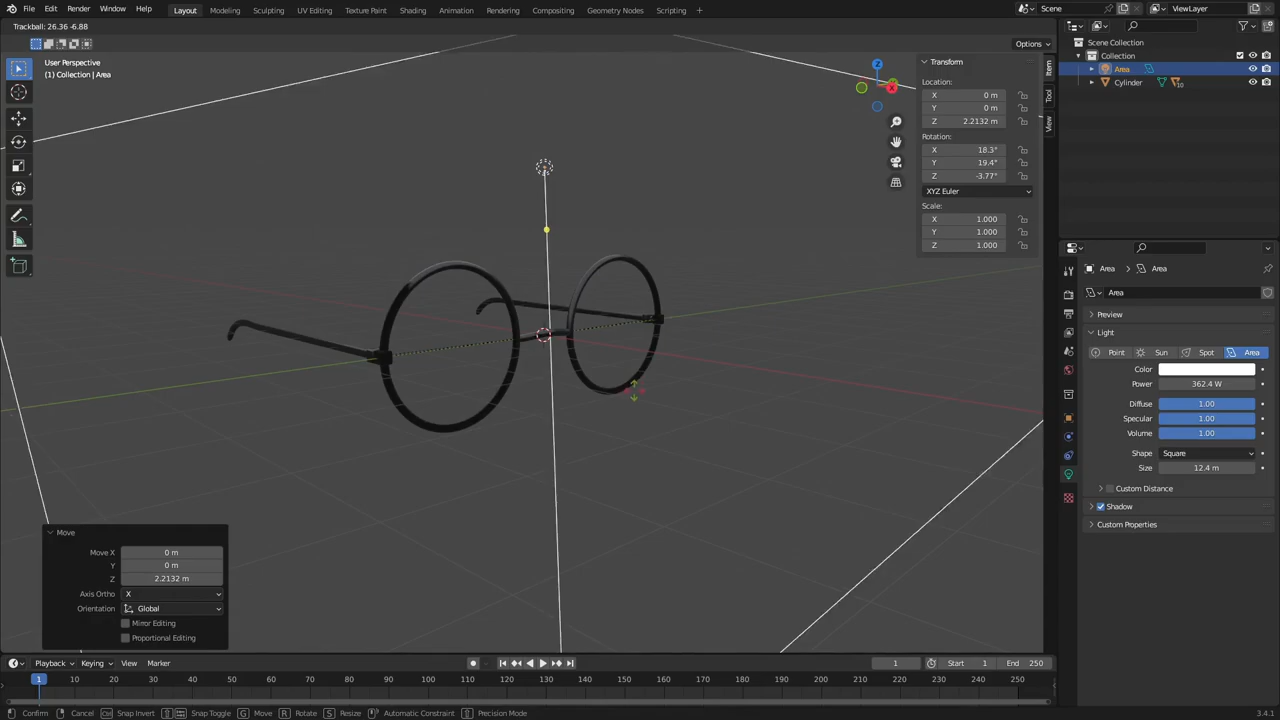 File Edit Render Window Help Layout Modeling Sculpting UV Editing Texture Paint Shading Animation Rendering Compositing Geometry Nodes Scripting Scene ViewLayer
Trackball: 26.36 -6.88
Options
User Perspective
(1) Collection | Area
Z
X
Transform
Location:
X 0 m
Y 0 m
Z 2.2132 m
Rotation:
X 18.3°
Y 19.4°
Z -3.77°
XYZ Euler
Scale:
X 1.000
Y 1.000
Z 1.000
Item
Tool
View
Scene Collection
Collection
Area
Cylinder 10
Area Area
Area
Preview
Light
Point Sun Spot Area
Color
Power 362.4 W
Diffuse 1.00
Specular 1.00
Volume 1.00
Shape Square
Size 12.4 m
Custom Distance
Shadow
Custom Properties
Move
Move X 0 m
Y 0 m
Z 2.2132 m
Axis Ortho X
Orientation Global
Mirror Editing
Proportional Editing
Playback Keying View Marker 1 Start 1 End 250
1 10 20 30 40 50 60 70 80 90 100 110 120 130 140 150 160 170 180 190 200 210 220 230 240 250
Confirm Cancel Snap Invert Snap Toggle G Move R Rotate S Resize Automatic Constraint Precision Mode 3.4.1